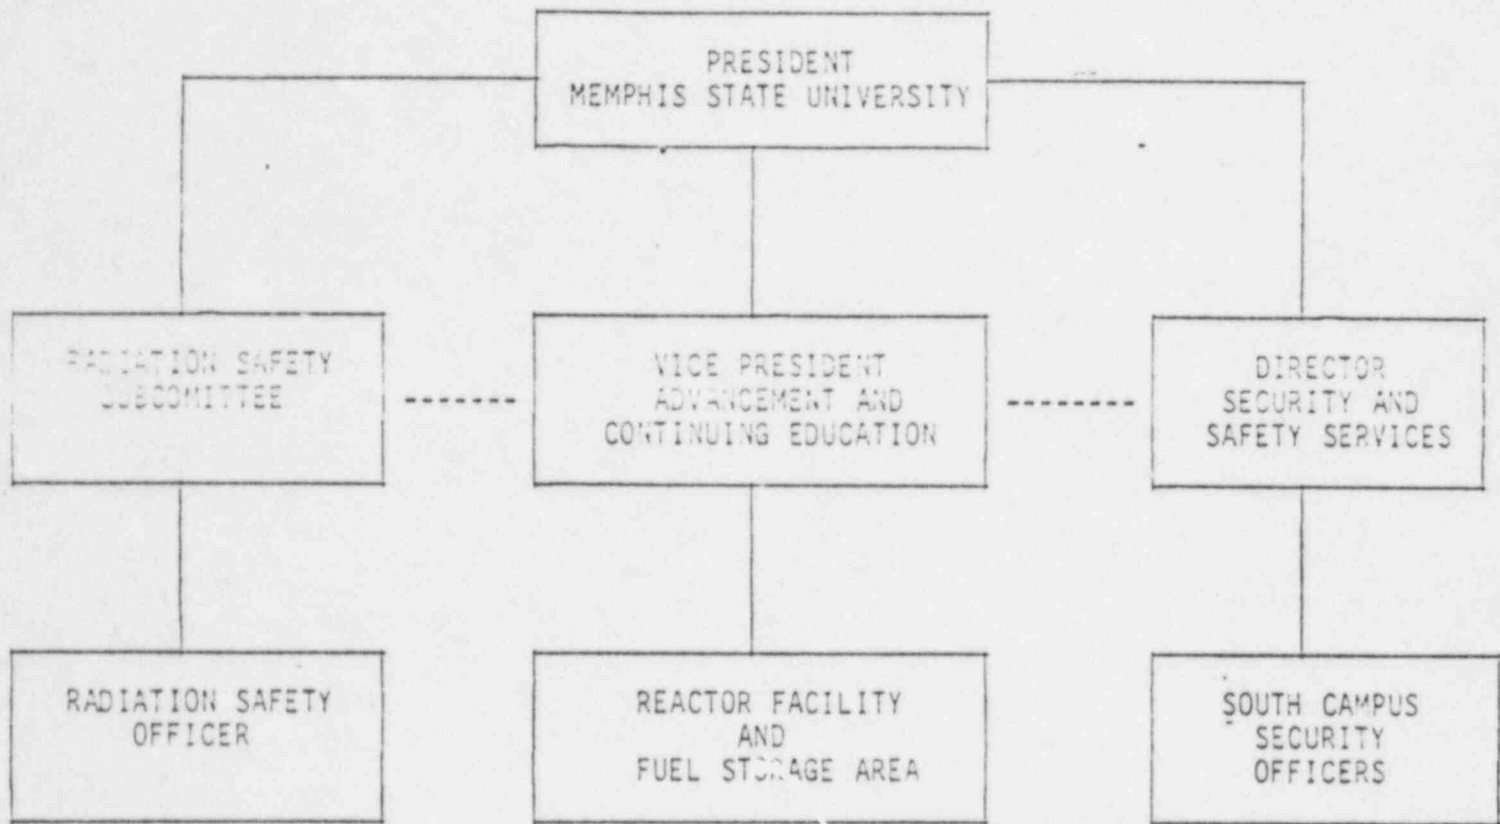 PRESIDENT
MEMPHIS STATE UNIVERSITY
RADIATION SAFETY
SUBCOMITTEE
VICE PRESIDENT
ADVANCEMENT AND
CONTINUING EDUCATION
DIRECTOR
SECURITY AND
SAFETY SERVICES
RADIATION SAFETY
OFFICER
REACTOR FACILITY
AND
FUEL STORAGE AREA
SOUTH CAMPUS
SECURITY
OFFICERS